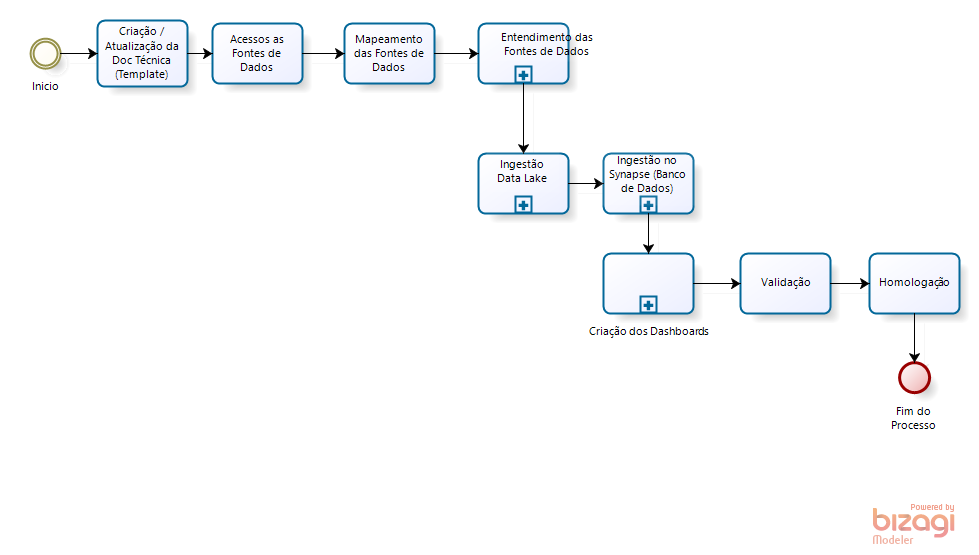 Inicio
Criação /
Atualização da
Doc Técnica
(Template)
Acessos as
Fontes de
Dados
Mapeamento
das Fontes de
Dados
Entendimento das
Fontes de Dados
Ingestão
Data Lake
Ingestão no
Synapse (Banco
de Dados)
Criação dos Dashboards
Validação
Homologação
Fim do
Processo
Powered by
bizagi
Modeler